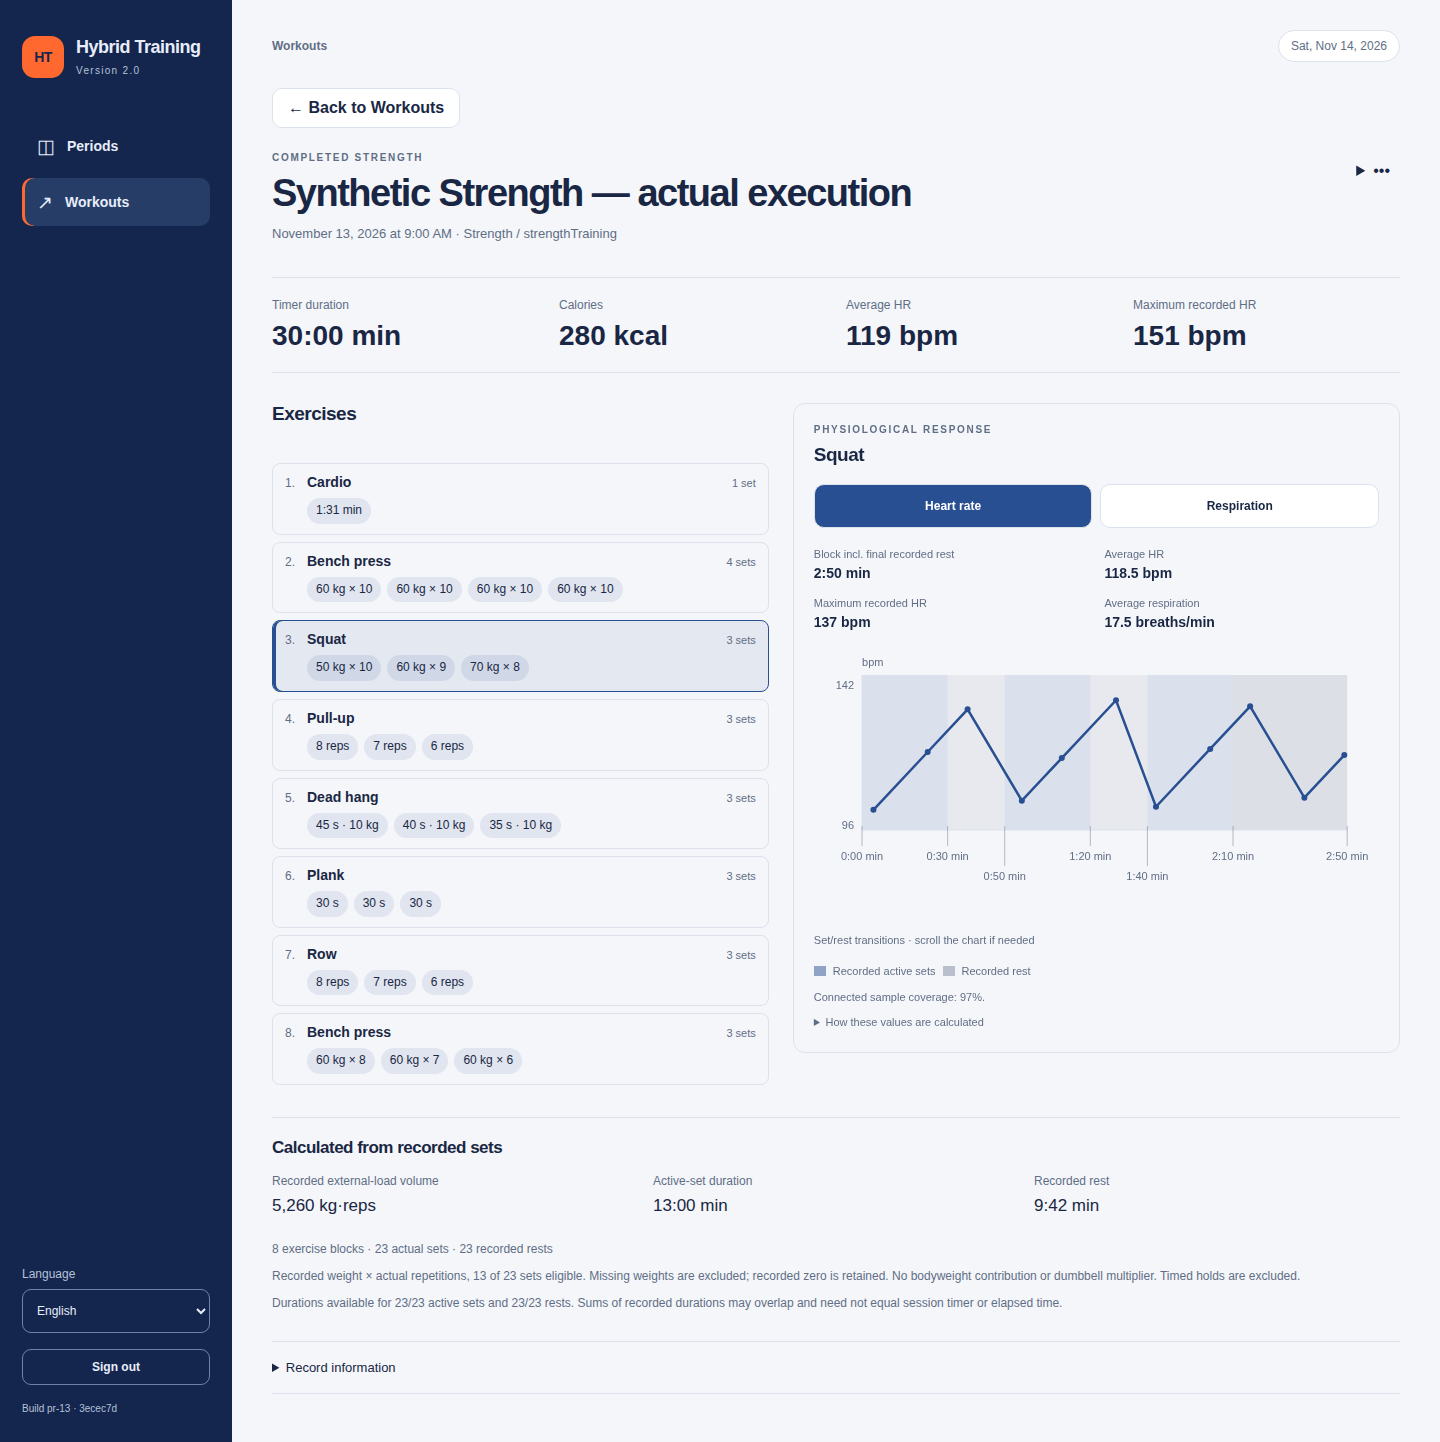 HT
Hybrid Training
Version 2.0
Periods
Workouts
Language
English
Sign out
Build pr-13 · 3ecec7d
Workouts
Sat, Nov 14, 2026
← Back to Workouts
COMPLETED STRENGTH
Synthetic Strength — actual execution
•••
November 13, 2026 at 9:00 AM · Strength / strengthTraining
Timer duration
30:00 min
Calories
280 kcal
Average HR
119 bpm
Maximum recorded HR
151 bpm
Exercises
1. Cardio 1 set
1:31 min
2. Bench press 4 sets
60 kg × 10 60 kg × 10 60 kg × 10 60 kg × 10
3. Squat 3 sets
50 kg × 10 60 kg × 9 70 kg × 8
4. Pull-up 3 sets
8 reps 7 reps 6 reps
5. Dead hang 3 sets
45 s · 10 kg 40 s · 10 kg 35 s · 10 kg
6. Plank 3 sets
30 s 30 s 30 s
7. Row 3 sets
8 reps 7 reps 6 reps
8. Bench press 3 sets
60 kg × 8 60 kg × 7 60 kg × 6
PHYSIOLOGICAL RESPONSE
Squat
Heart rate Respiration
Block incl. final recorded rest
2:50 min
Average HR
118.5 bpm
Maximum recorded HR
137 bpm
Average respiration
17.5 breaths/min
bpm
142
96
0:00 min 0:30 min 1:20 min 2:10 min 2:50 min
0:50 min 1:40 min
Set/rest transitions · scroll the chart if needed
Recorded active sets Recorded rest
Connected sample coverage: 97%.
How these values are calculated
Calculated from recorded sets
Recorded external-load volume
5,260 kg·reps
Active-set duration
13:00 min
Recorded rest
9:42 min
8 exercise blocks · 23 actual sets · 23 recorded rests
Recorded weight × actual repetitions, 13 of 23 sets eligible. Missing weights are excluded; recorded zero is retained. No bodyweight contribution or dumbbell multiplier. Timed holds are excluded.
Durations available for 23/23 active sets and 23/23 rests. Sums of recorded durations may overlap and need not equal session timer or elapsed time.
Record information